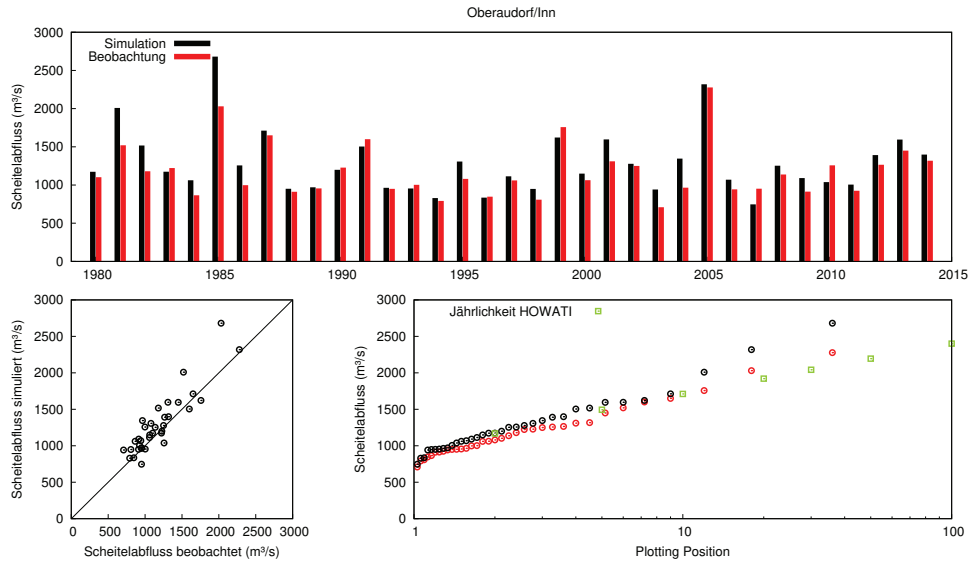 Oberaudorf/Inn
Scheitelabfluss (m³/s)
3000
2500
2000
1500
1000
500
0
Simulation
Beobachtung
1980 1985 1990 1995 2000 2005 2010 2015
Scheitelabfluss simuliert (m³/s)
3000
2500
2000
1500
1000
500
0
0 500 1000 1500 2000 2500 3000
Scheitelabfluss beobachtet (m³/s)
Scheitelabfluss (m³/s)
3000
2500
2000
1500
1000
500
0
Jährlichkeit HOWATI
1 10 100
Plotting Position